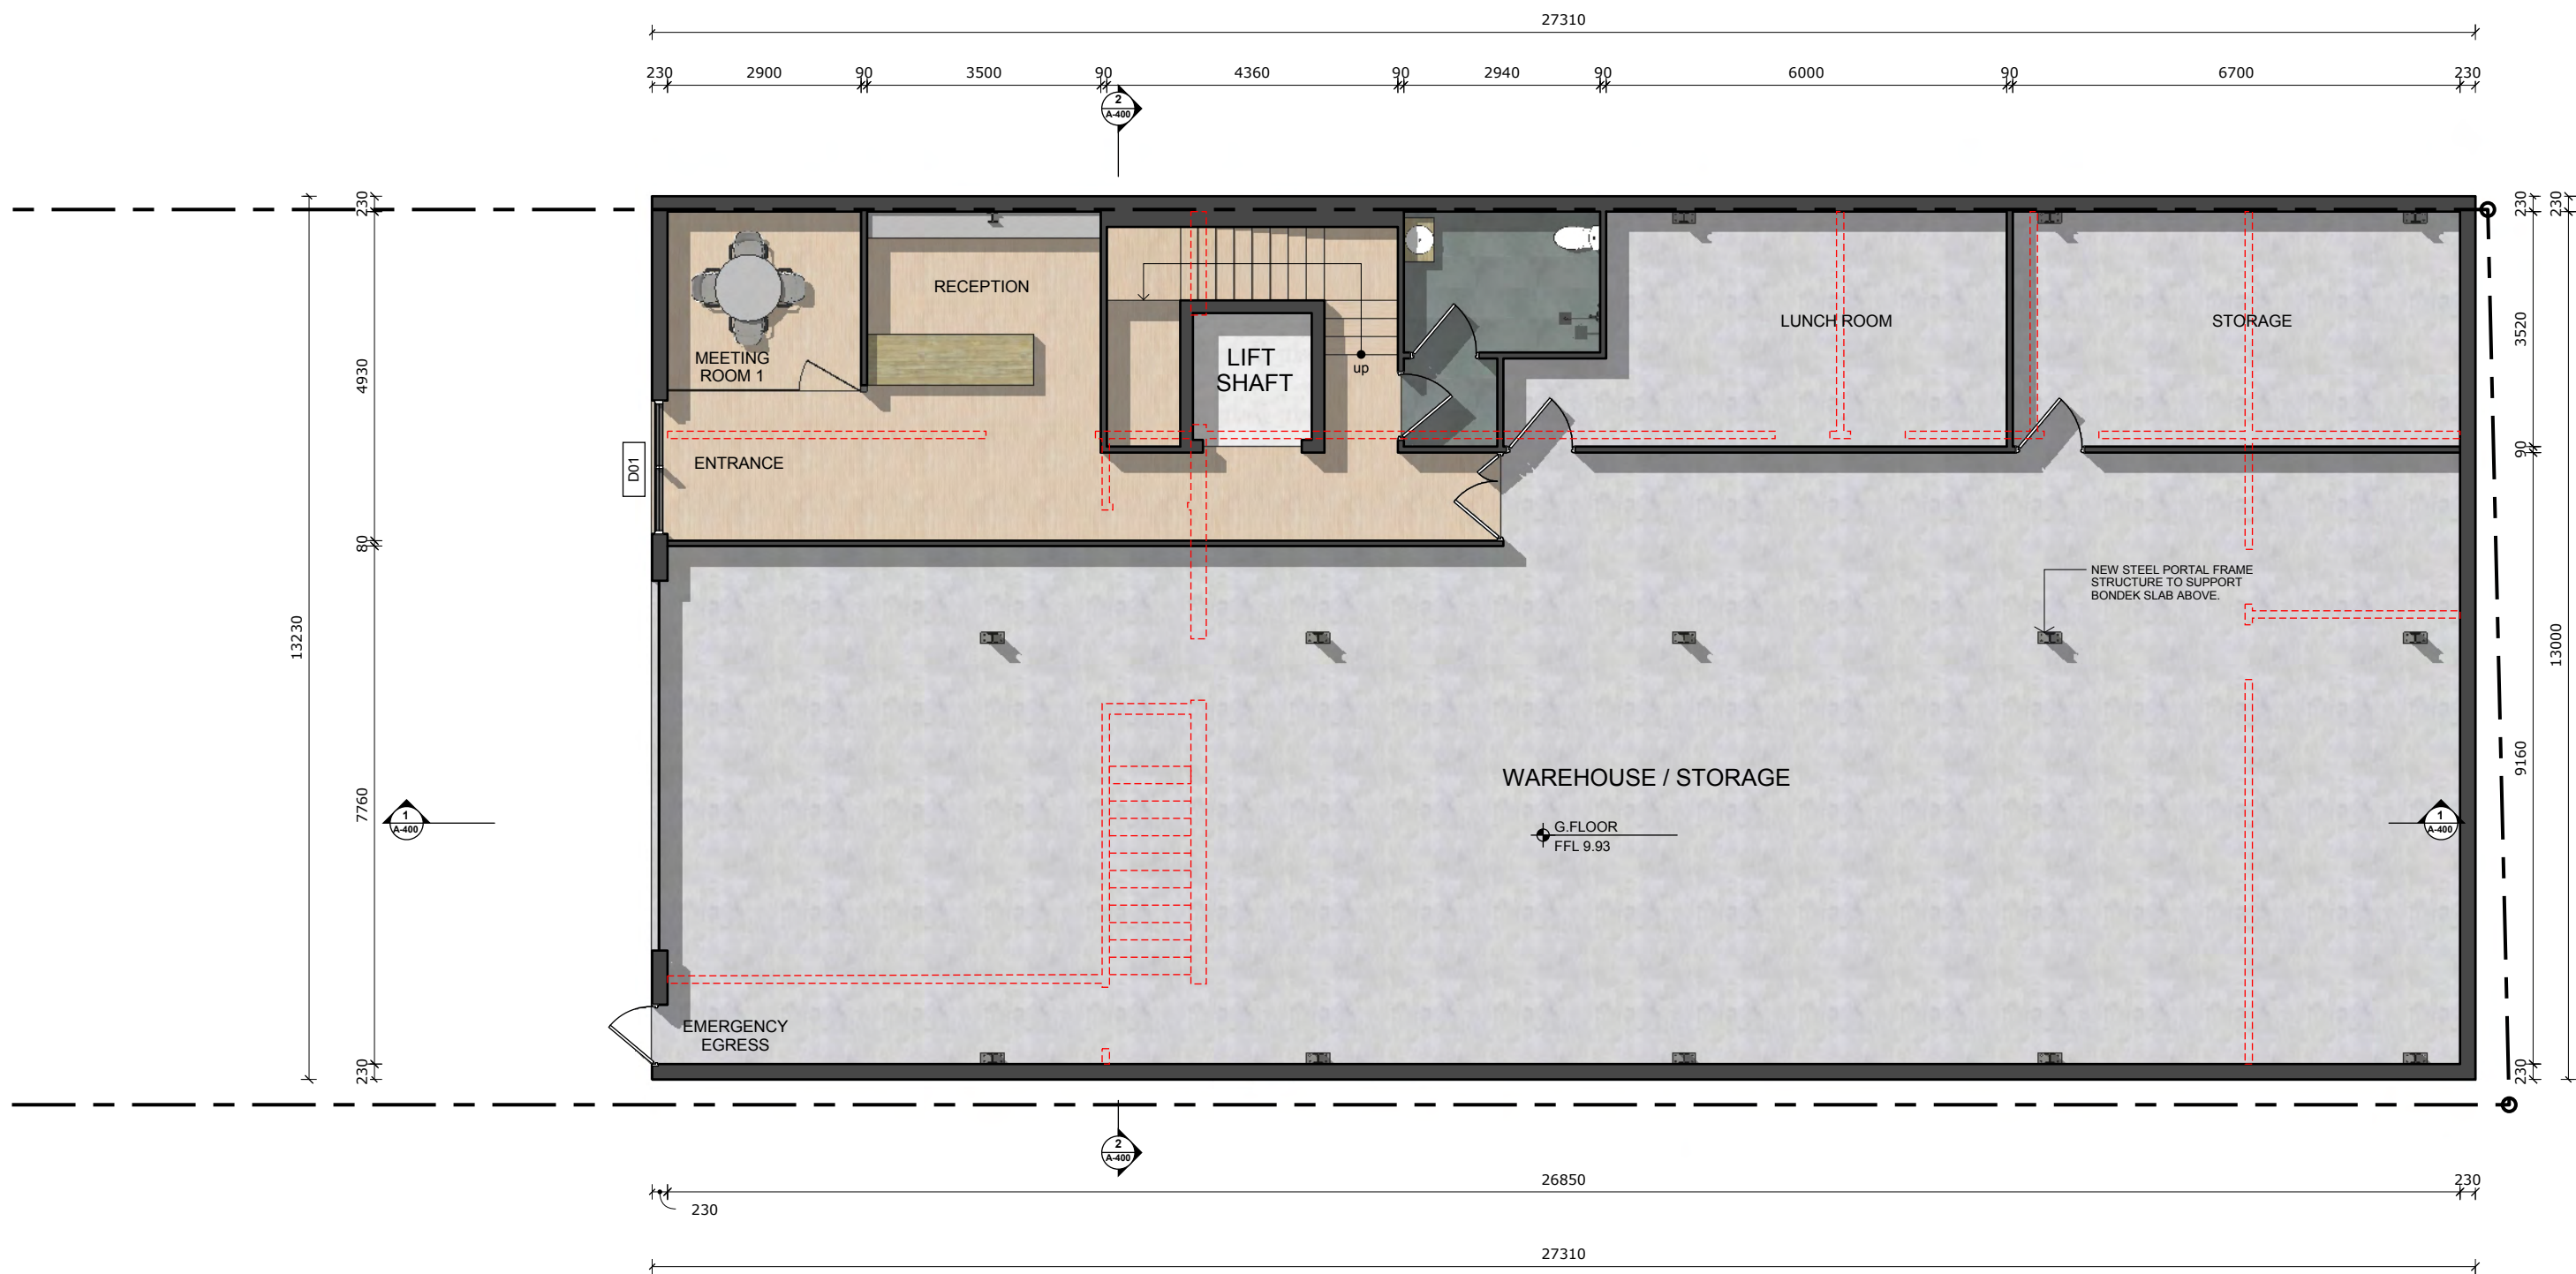 27310
230 2900 90 3500 90 4360 90 2940 90 6000 90 6700 230
2
A-400
230
4930
80
7760
230
13230
MEETING
ROOM 1
RECEPTION
LIFT
SHAFT
up
LUNCH ROOM
STORAGE
D01
ENTRANCE
NEW STEEL PORTAL FRAME
STRUCTURE TO SUPPORT
BONDEK SLAB ABOVE.
WAREHOUSE / STORAGE
G.FLOOR
FFL 9.93
1
A-400
1
A-400
EMERGENCY
EGRESS
230
3520
90
9160
230
230
13000
2
A-400
26850 230
230
27310